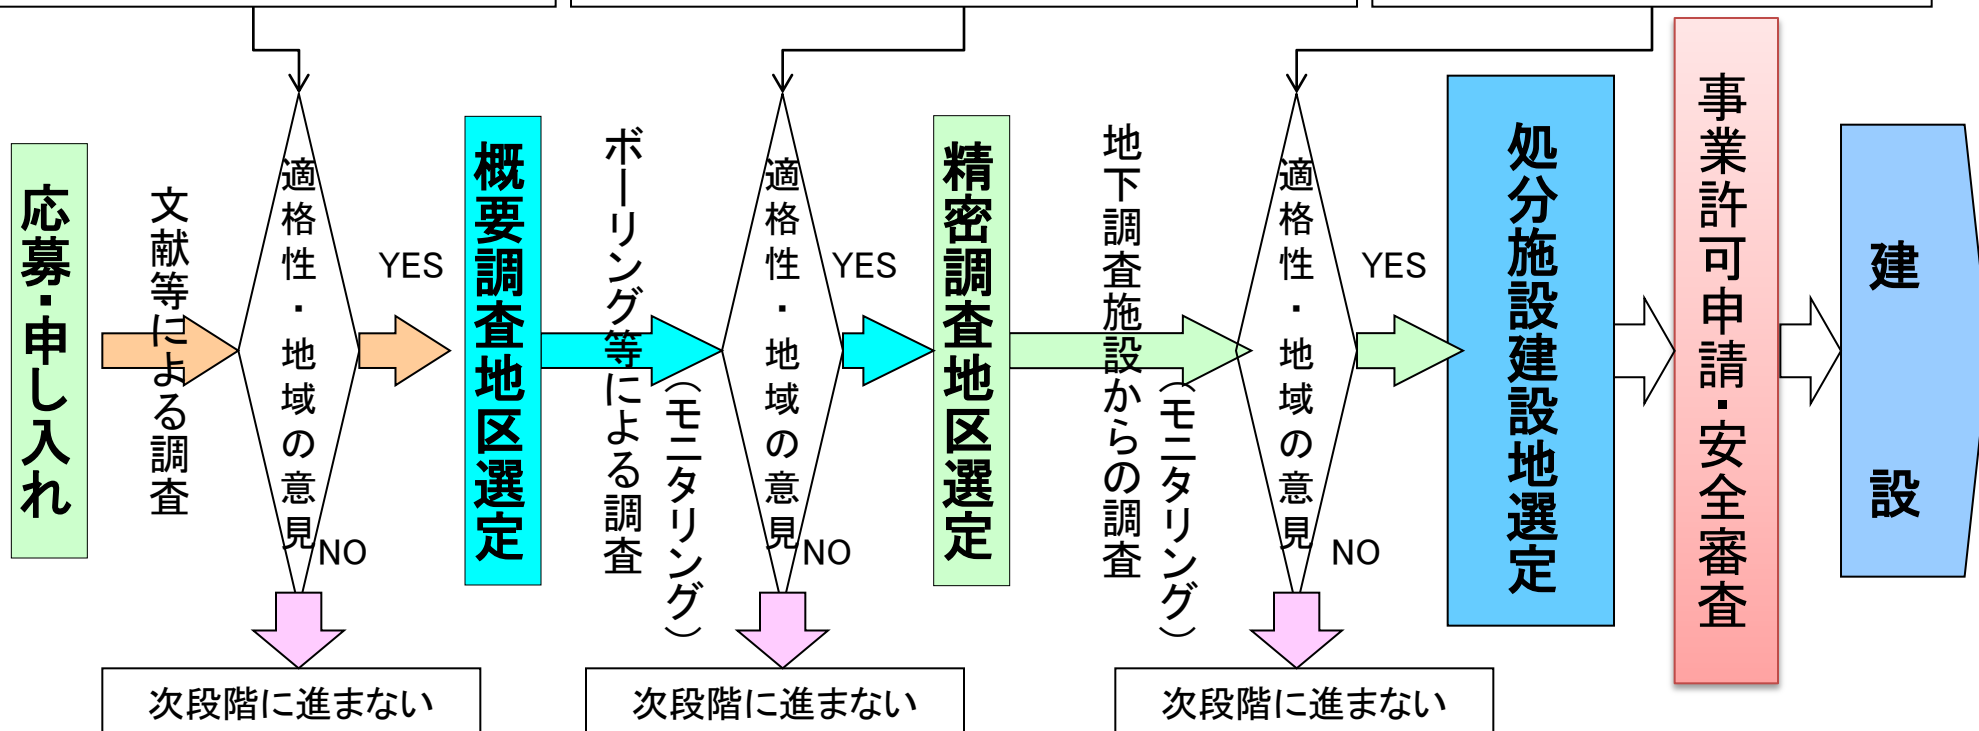 応募・申し入れ
文献等による調査
適格性・地域の意見
YES
NO
次段階に進まない
概要調査地区選定
ボーリング等による調査
(モニタリング)
適格性・地域の意見
YES
NO
次段階に進まない
精密調査地区選定
地下調査施設からの調査
(モニタリング)
適格性・地域の意見
YES
NO
次段階に進まない
処分施設建設地選定
事業許可申請・安全審査
建設